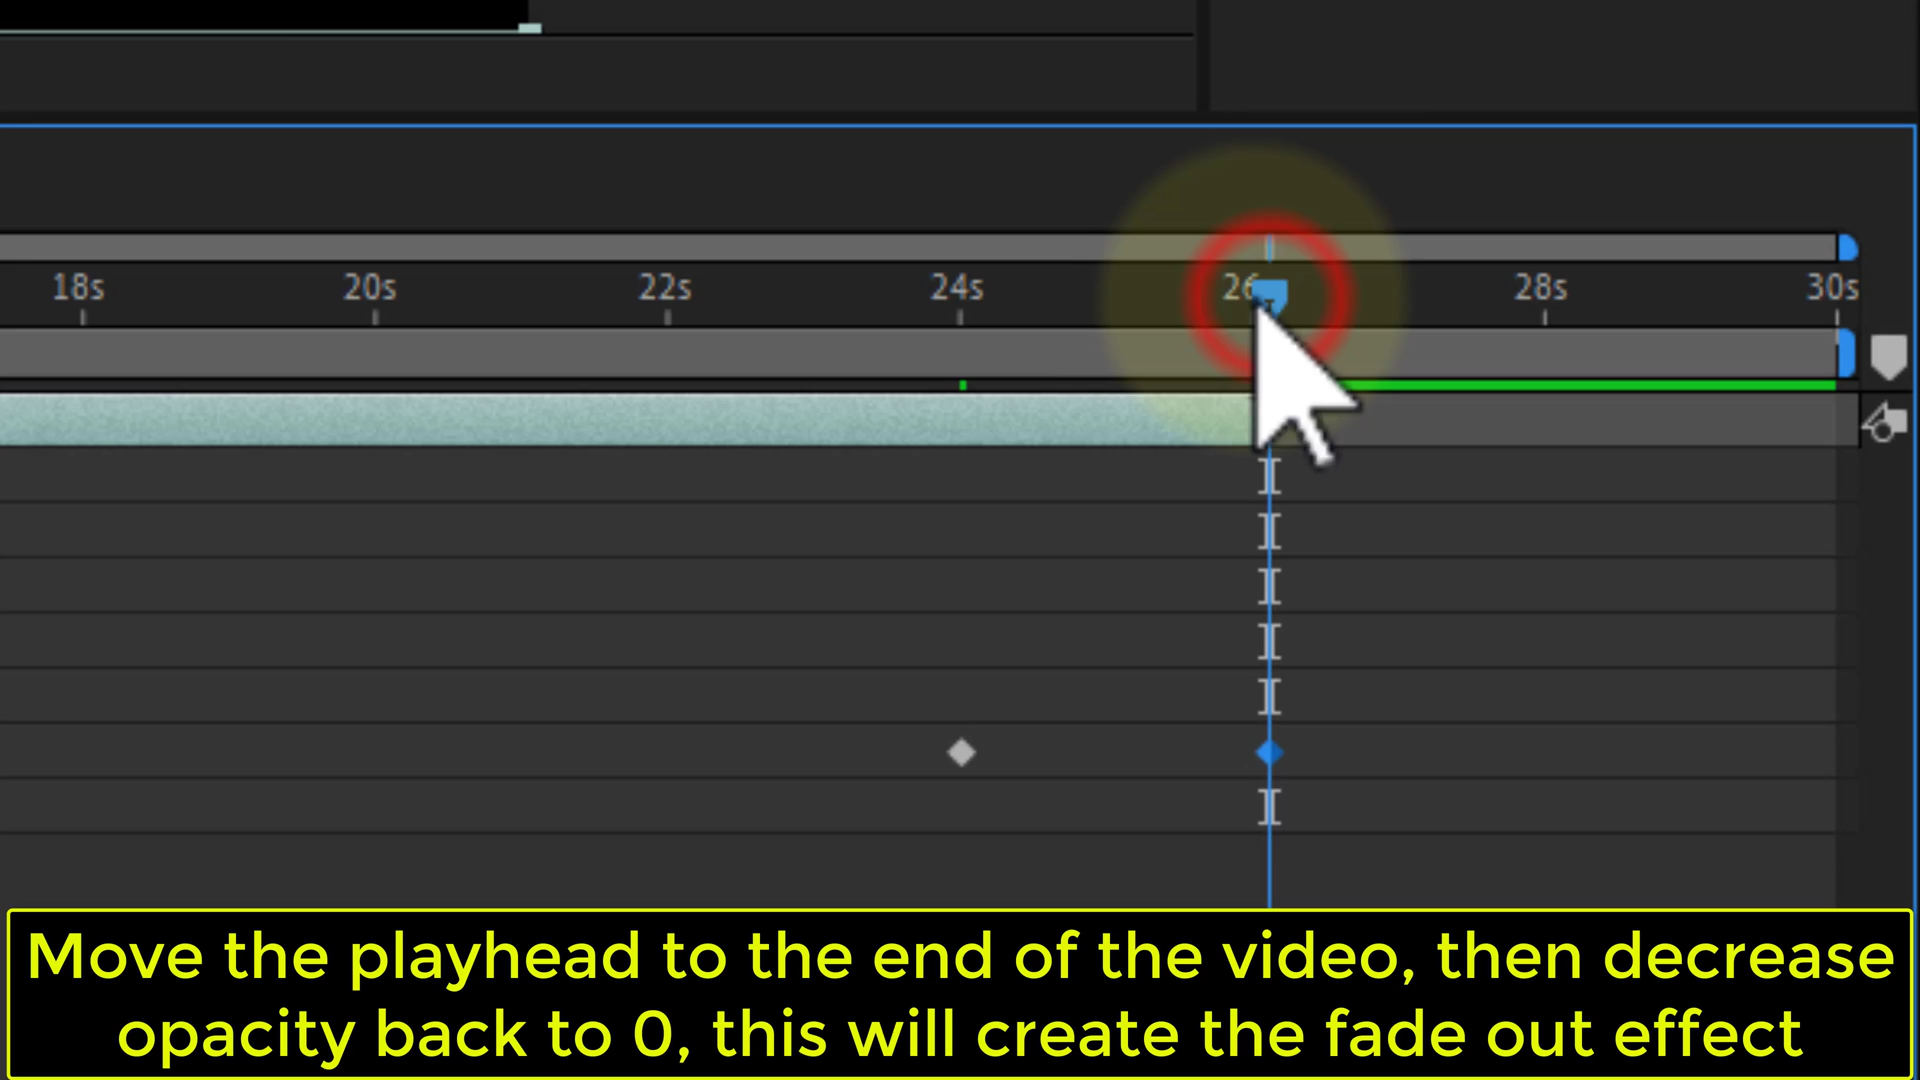 18s 20s 22s 24s 26 28s 30s
Move the playhead to the end of the video, then decrease
opacity back to 0, this will create the fade out effect